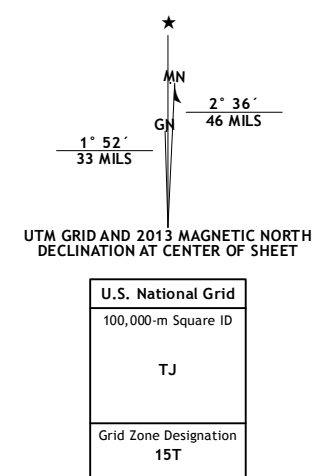 ★
MN
2° 36´
46 MILS
GN
1° 52´
33 MILS
UTM GRID AND 2013 MAGNETIC NORTH
DECLINATION AT CENTER OF SHEET
U.S. National Grid
100,000-m Square ID
TJ
Grid Zone Designation
15T